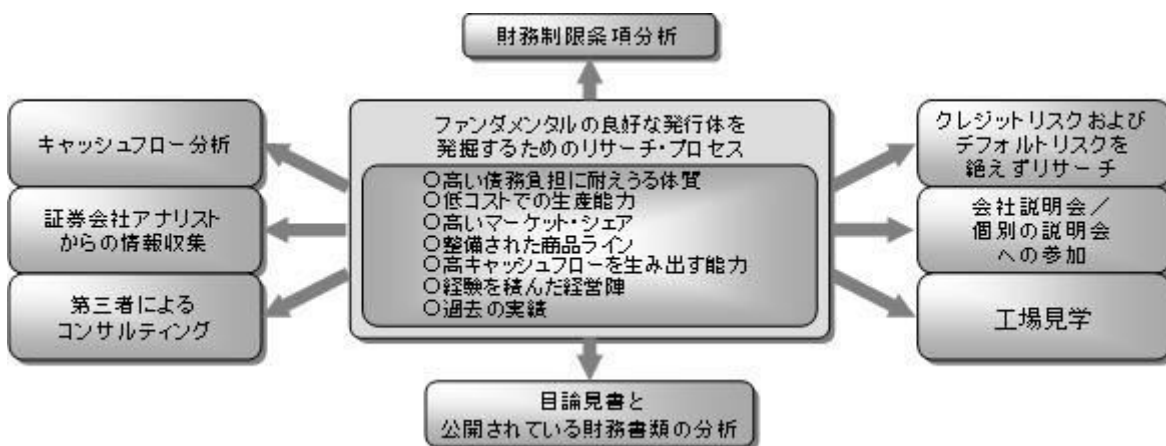 財務制限条項分析
キャッシュフロー分析
証券会社アナリスト
からの情報収集
第三者による
コンサルティング
ファンダメンタルの良好な発行体を
発掘するためのリサーチ・プロセス
○高い債務負担に耐えうる体質
○低コストでの生産能力
○高いマーケット・シェア
○整備された商品ライン
○高キャッシュフローを生み出す能力
○経験を積んだ経営陣
○過去の実績
クレジットリスクおよび
デフォルトリスクを
絶えずリサーチ
会社説明会／
個別の説明会
への参加
工場見学
目論見書と
公開されている財務書類の分析